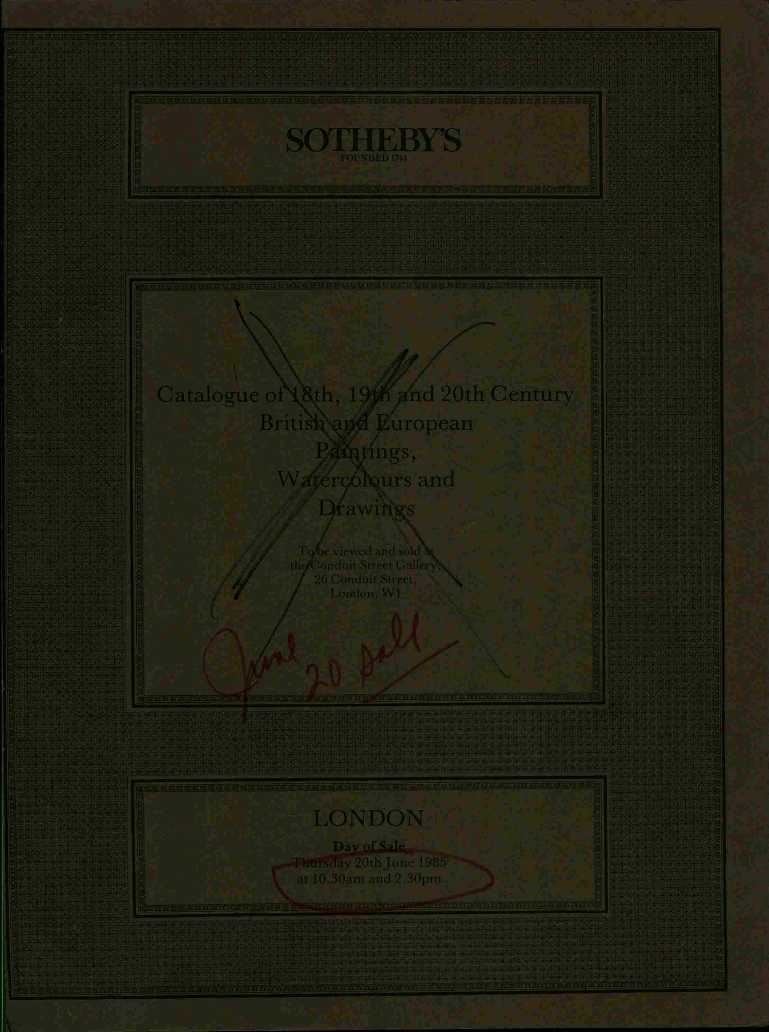 SOTHEBY'S
FOUNDED 1744
Catalogue of 18th, 19th and 20th Century
British and European
Paintings,
Watercolours and
Drawings
To be viewed and sold at
the Conduit Street Gallery,
26 Conduit Street,
London, W1
June
20 sale
LONDON
Day of Sale
Thursday 20th June 1985
at 10.30am and 2.30pm